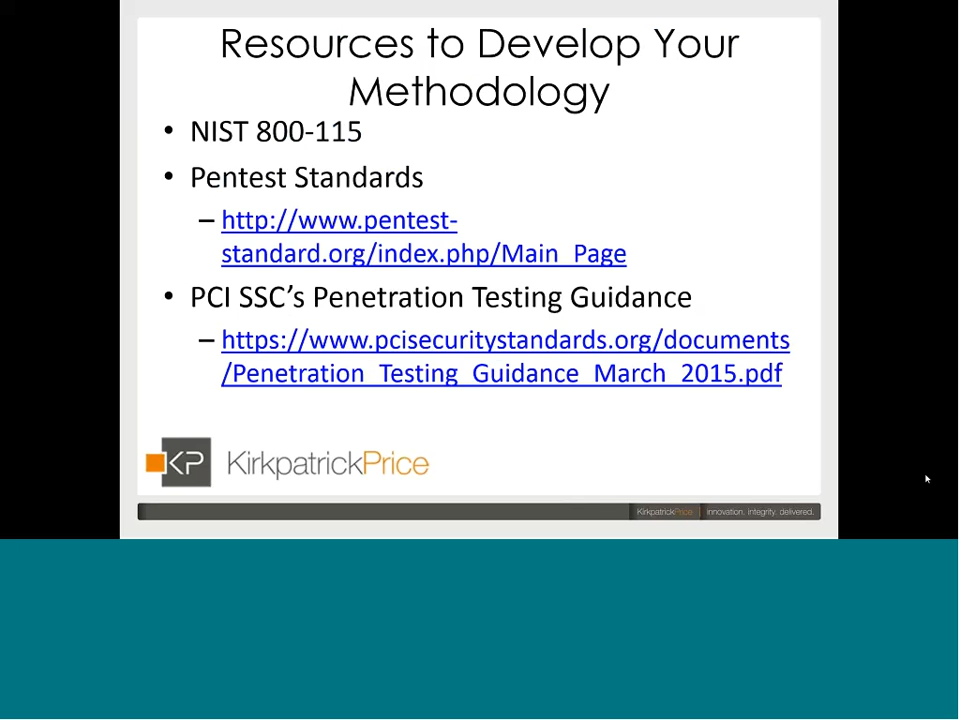 Resources to Develop Your
Methodology
• NIST 800-115
• Pentest Standards
– http://www.pentest-
standard.org/index.php/Main_Page
• PCI SSC’s Penetration Testing Guidance
– https://www.pcisecuritystandards.org/documents
/Penetration_Testing_Guidance_March_2015.pdf
KP KirkpatrickPrice
KirkpatrickPrice innovation. integrity. delivered.